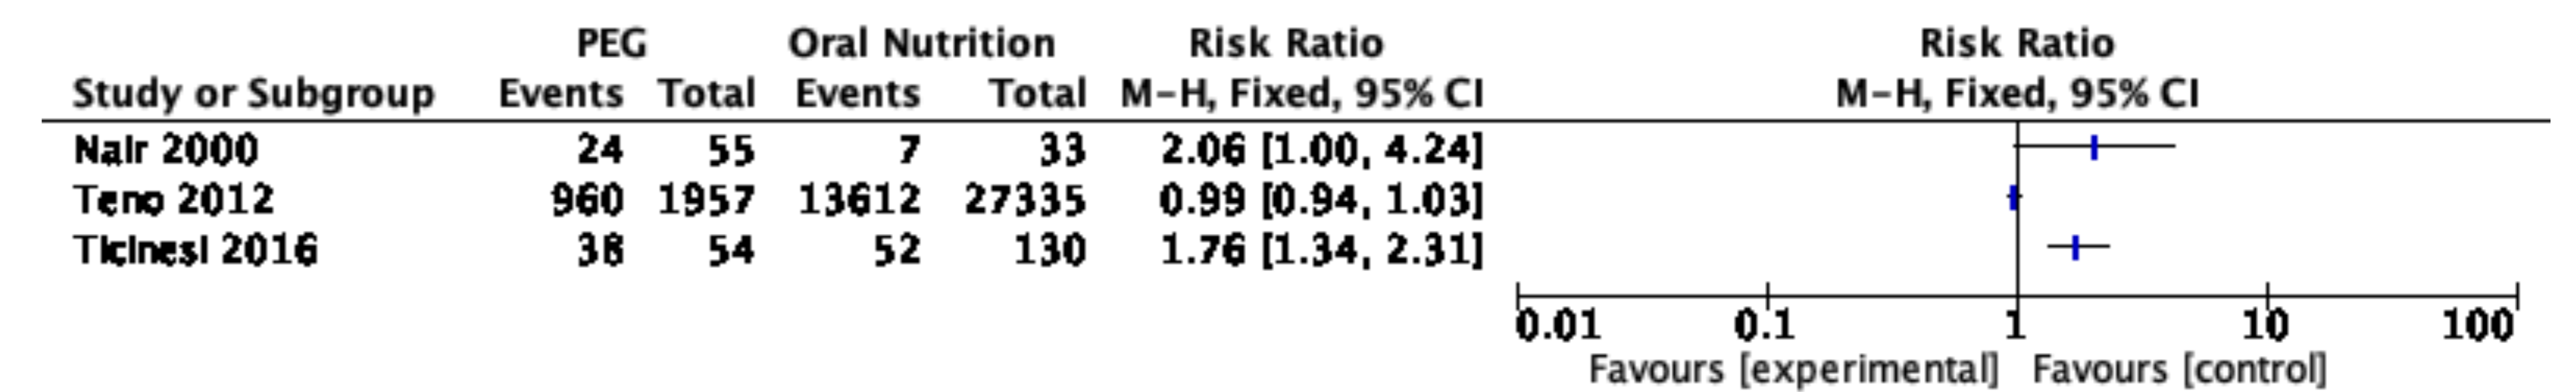 PEG Oral Nutrition Risk Ratio Risk Ratio
Study or Subgroup Events Total Events Total M-H, Fixed, 95% CI M-H, Fixed, 95% CI
Nair 2000 24 55 7 33 2.06 [1.00, 4.24]
Teno 2012 960 1957 13612 27335 0.99 [0.94, 1.03]
Ticinesi 2016 38 54 52 130 1.76 [1.34, 2.31]
0.01 0.1 1 10 100
Favours [experimental] Favours [control]